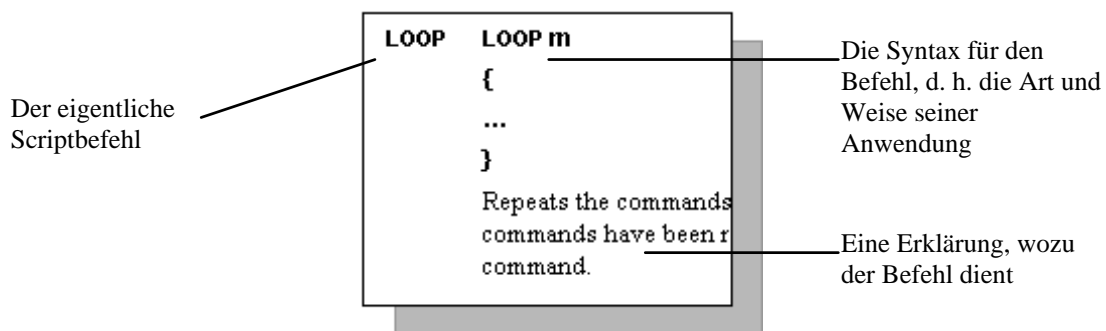 LOOP LOOP m
{
...
}
Repeats the commands
commands have been r
command.
Der eigentliche
Scriptbefehl
Die Syntax für den
Befehl, d. h. die Art und
Weise seiner
Anwendung
Eine Erklärung, wozu
der Befehl dient